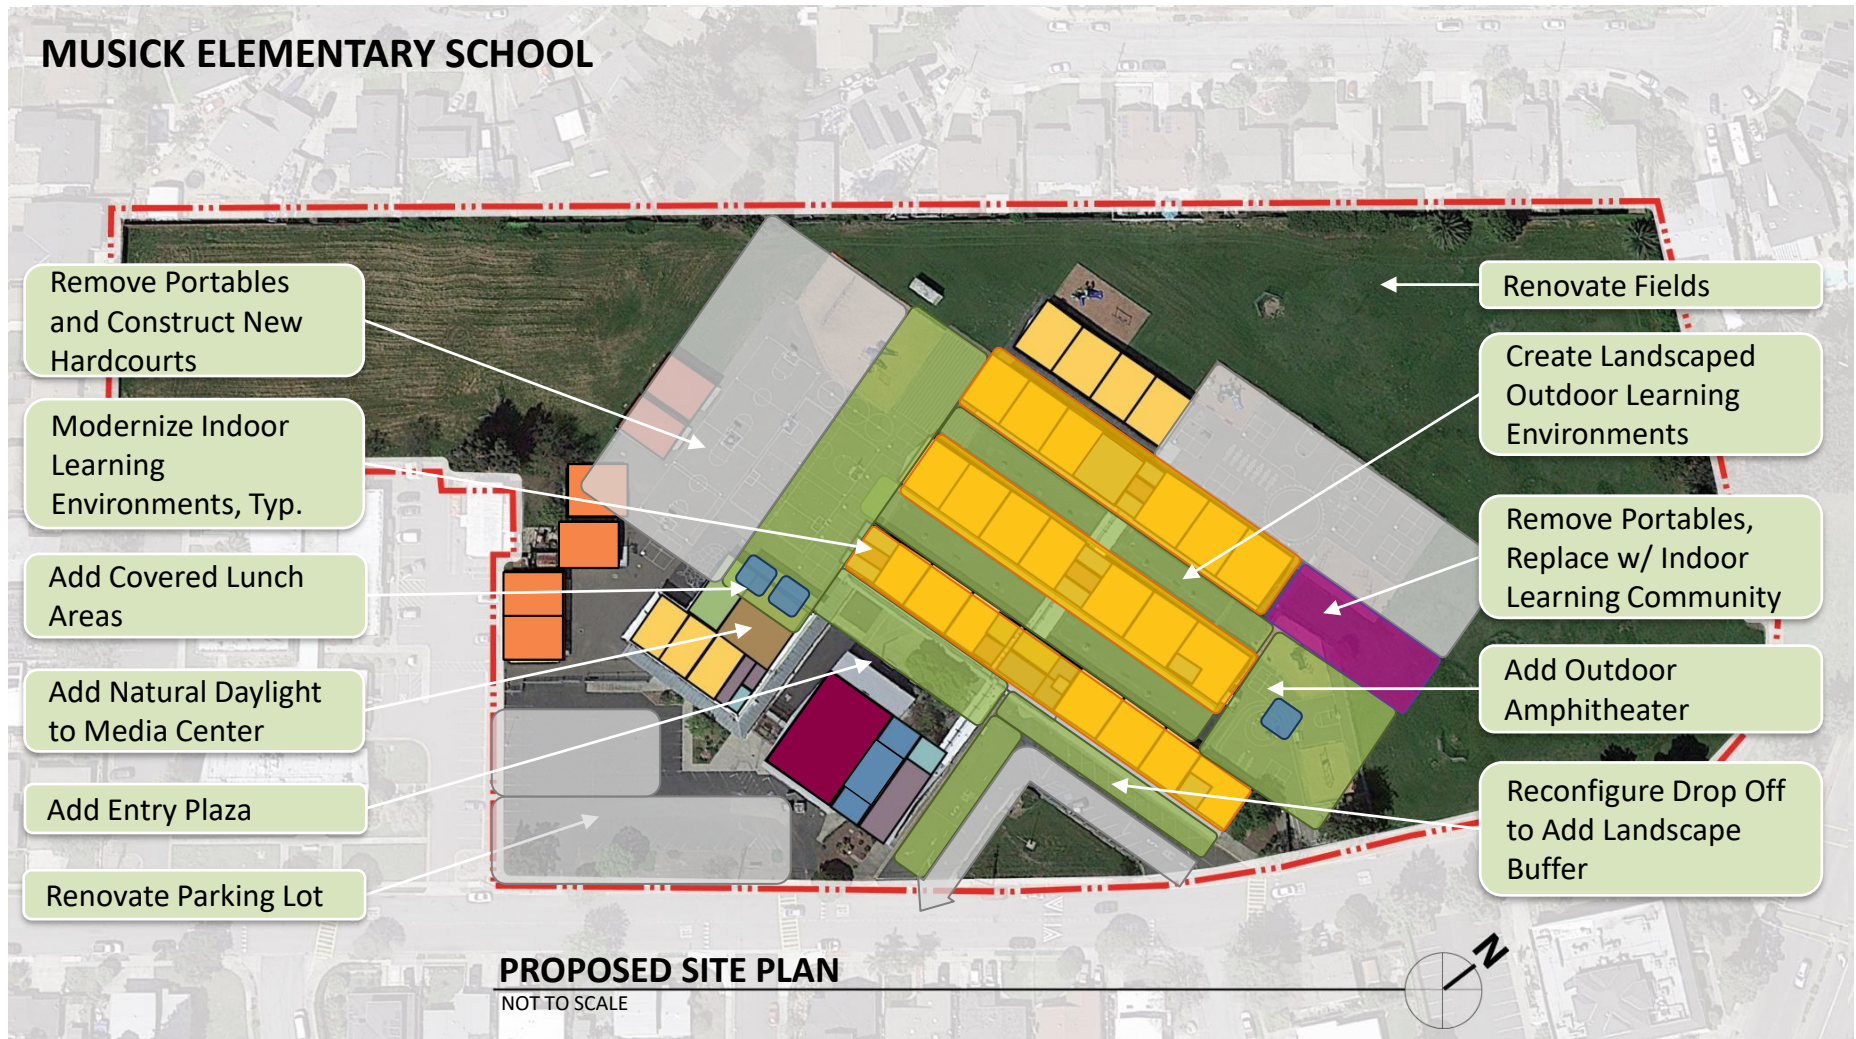 MUSICK ELEMENTARY SCHOOL
Remove Portables
and Construct New
Hardcourts
Modernize Indoor
Learning
Environments, Typ.
Add Covered Lunch
Areas
Add Natural Daylight
to Media Center
Add Entry Plaza
Renovate Parking Lot
Renovate Fields
Create Landscaped
Outdoor Learning
Environments
Remove Portables,
Replace w/ Indoor
Learning Community
Add Outdoor
Amphitheater
Reconfigure Drop Off
to Add Landscape
Buffer
PROPOSED SITE PLAN
NOT TO SCALE
N